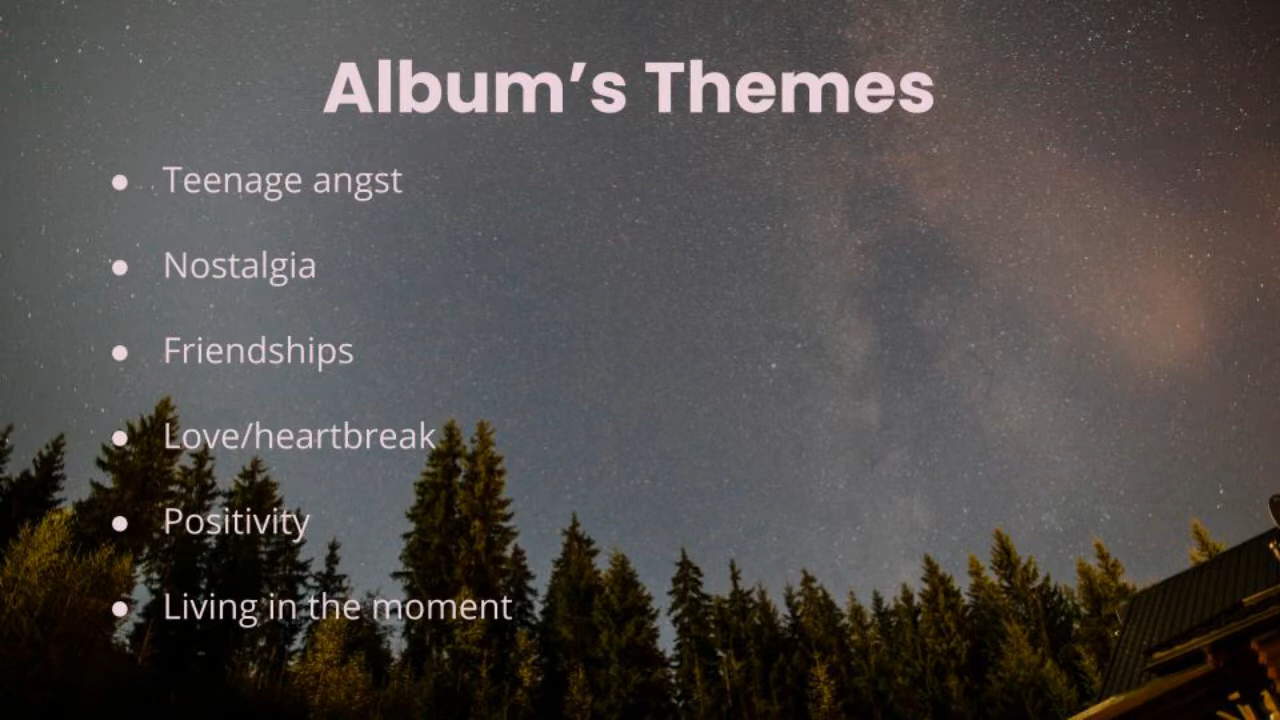 Album’s Themes
● Teenage angst
● Nostalgia
● Friendships
● Love/heartbreak
● Positivity
● Living in the moment